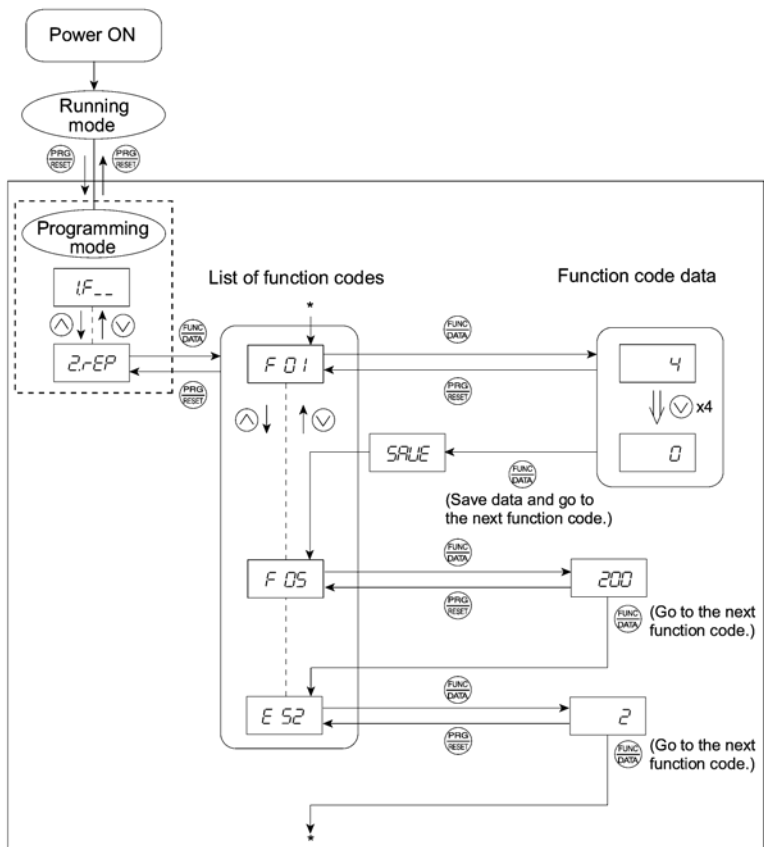 Power ON
Running
mode
PRG
RESET
PRG
RESET
Programming
mode
1.F__
2.rEP
FUNC
DATA
PRG
RESET
List of function codes
*
F 01
FUNC
DATA
PRG
RESET
Function code data
4
x4
0
SAVE
FUNC
DATA
(Save data and go to
the next function code.)
F 05
FUNC
DATA
PRG
RESET
200
FUNC
DATA
(Go to the next
function code.)
E 52
FUNC
DATA
PRG
RESET
2
FUNC
DATA
(Go to the next
function code.)
*